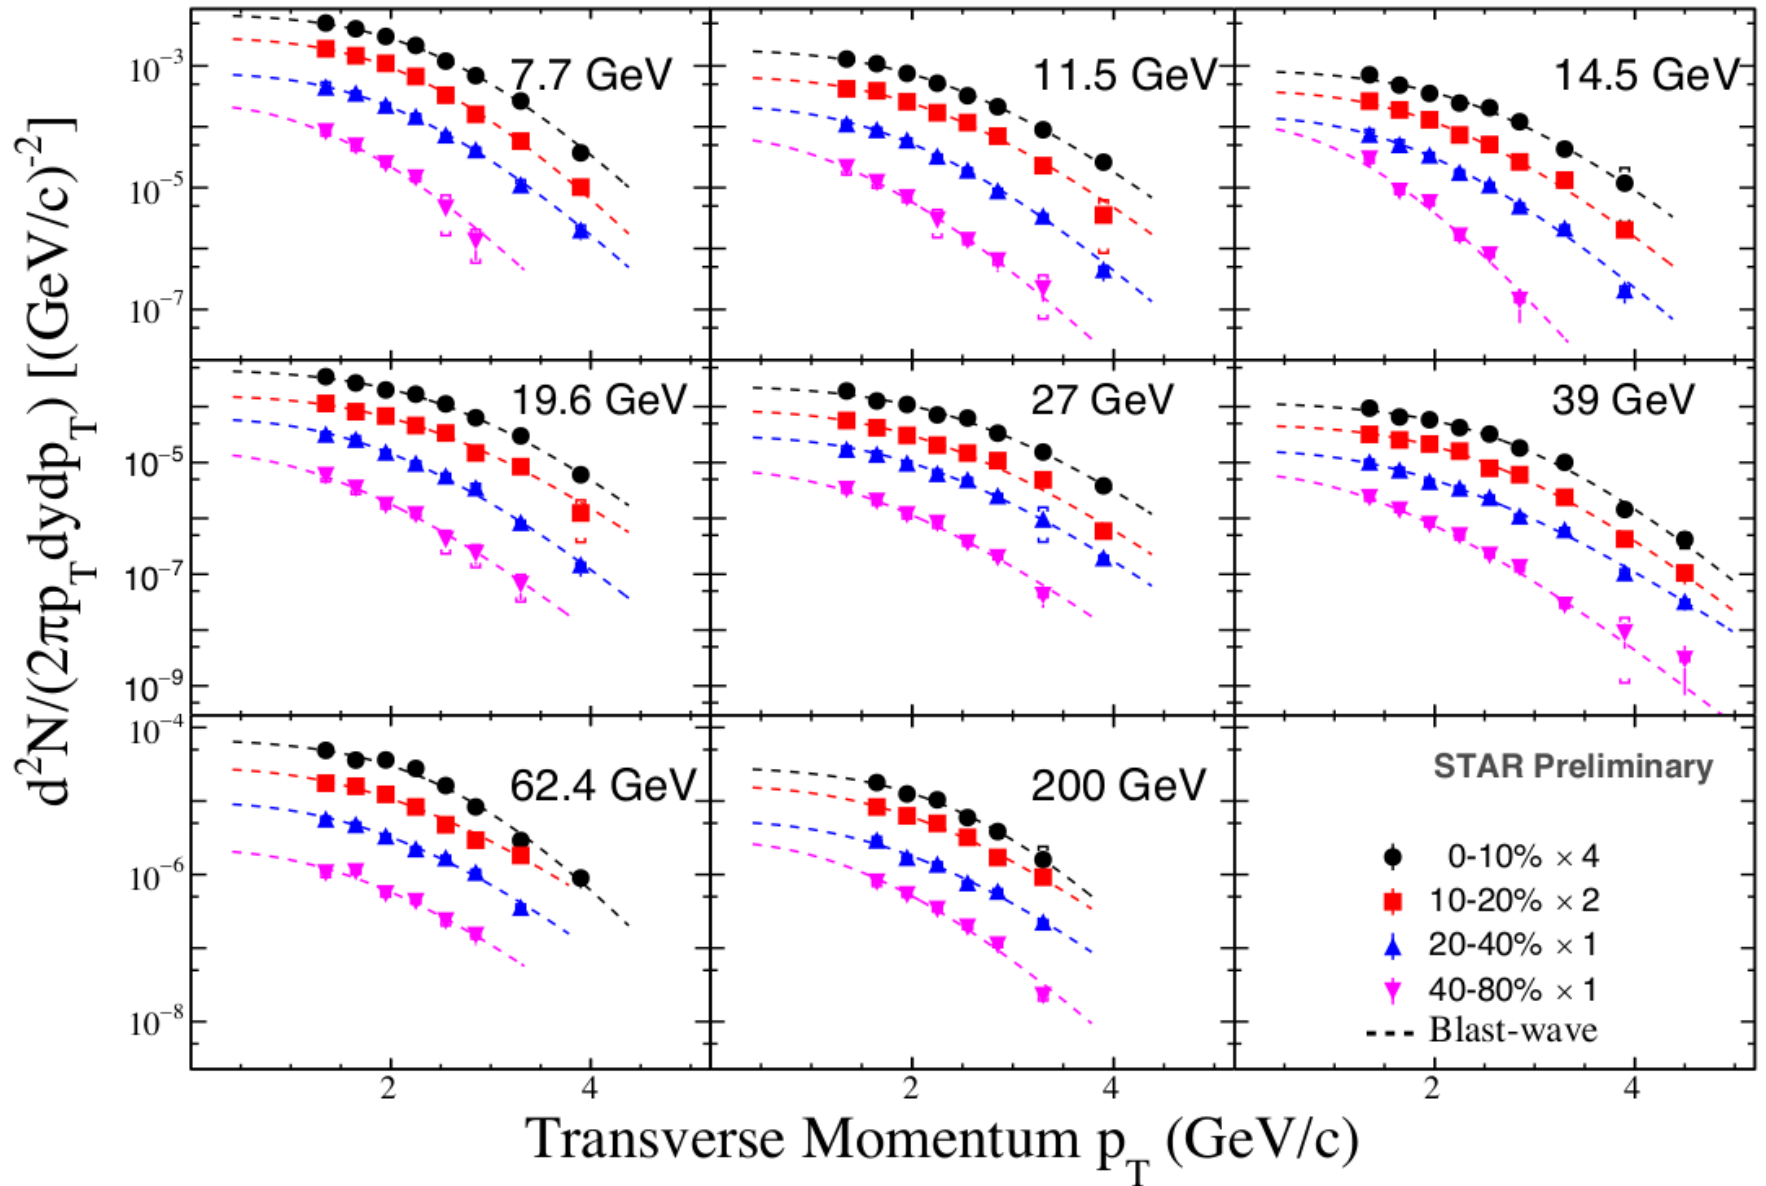 d²N/(2πp_T dydp_T) [(GeV/c)⁻²]
10⁻³
10⁻⁵
10⁻⁷
7.7 GeV
11.5 GeV
14.5 GeV
10⁻⁵
10⁻⁷
10⁻⁹
19.6 GeV
27 GeV
39 GeV
10⁻⁴
10⁻⁶
10⁻⁸
62.4 GeV
200 GeV
STAR Preliminary
0-10% × 4
10-20% × 2
20-40% × 1
40-80% × 1
Blast-wave
2 4 2 4 2 4
Transverse Momentum p_T (GeV/c)